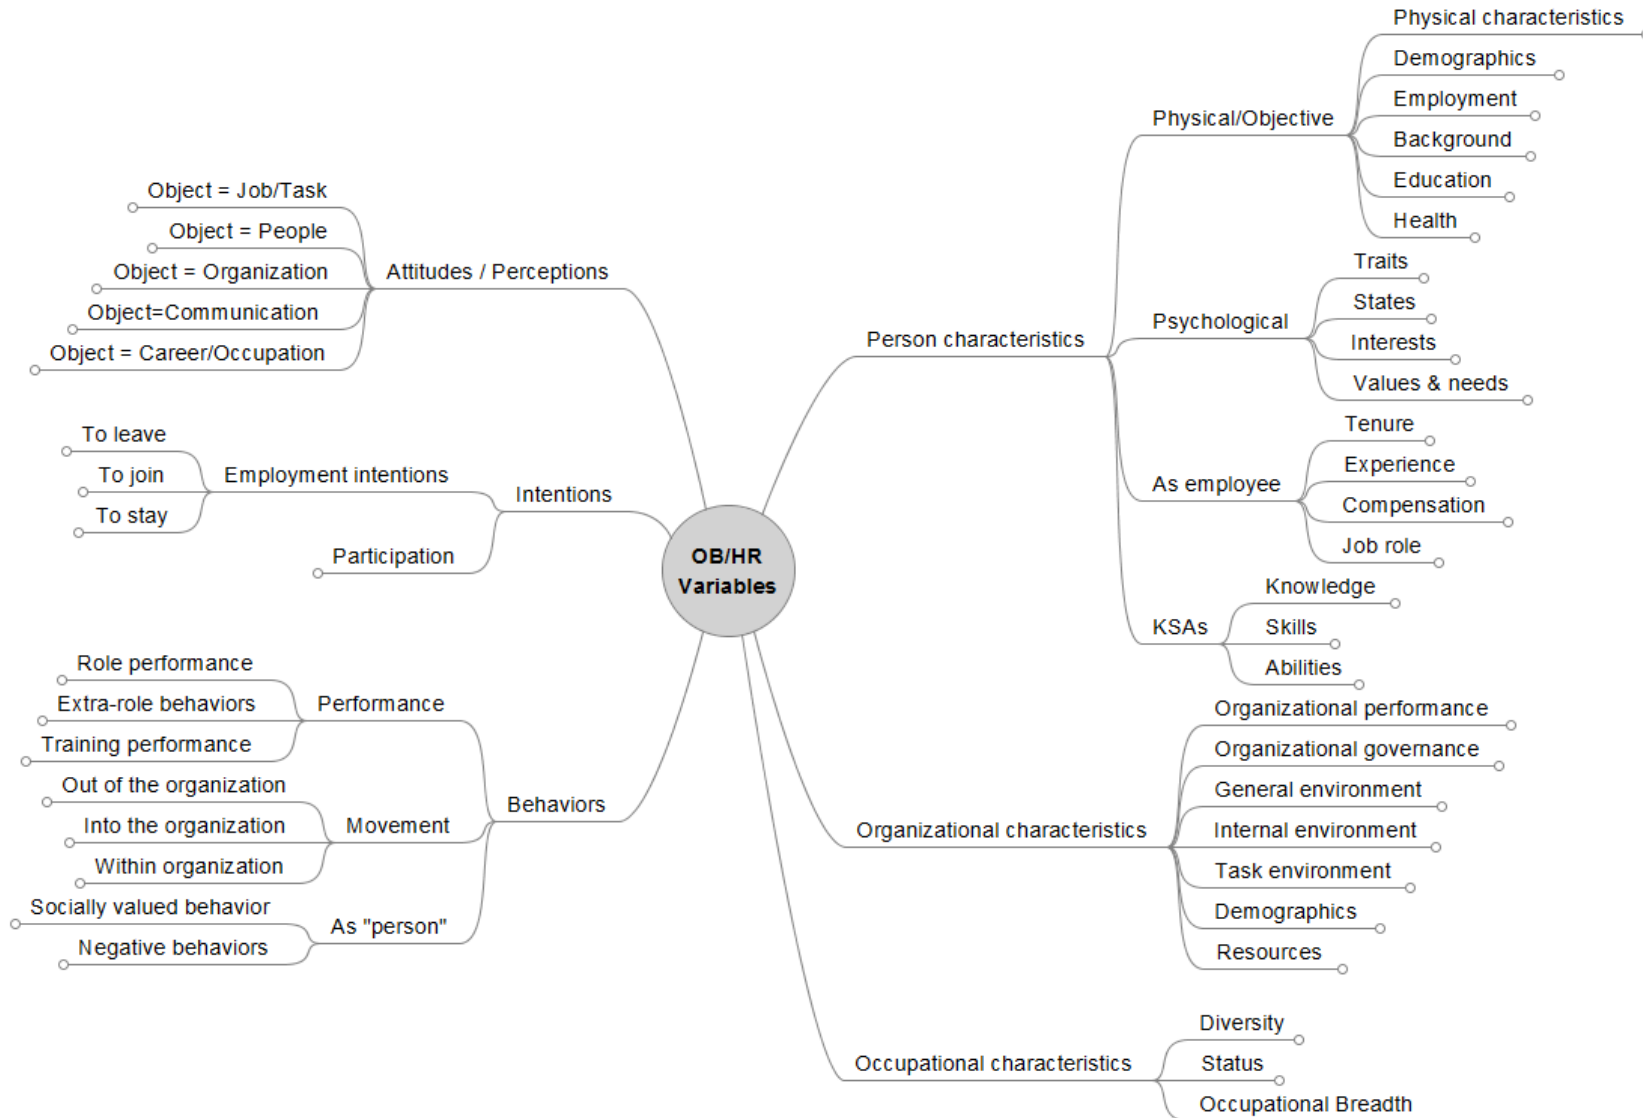 OB/HR
Variables
Attitudes / Perceptions
Object = Job/Task
Object = People
Object = Organization
Object=Communication
Object = Career/Occupation
Intentions
Employment intentions
To leave
To join
To stay
Participation
Behaviors
Performance
Role performance
Extra-role behaviors
Training performance
Movement
Out of the organization
Into the organization
Within organization
As "person"
Socially valued behavior
Negative behaviors
Person characteristics
Physical/Objective
Physical characteristics
Demographics
Employment
Background
Education
Health
Psychological
Traits
States
Interests
Values & needs
As employee
Tenure
Experience
Compensation
Job role
KSAs
Knowledge
Skills
Abilities
Organizational characteristics
Organizational performance
Organizational governance
General environment
Internal environment
Task environment
Demographics
Resources
Occupational characteristics
Diversity
Status
Occupational Breadth